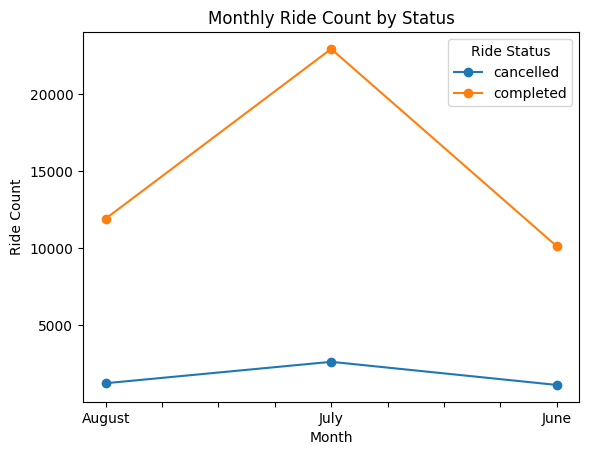 Monthly Ride Count by Status
Ride Status
cancelled
completed
20000
15000
10000
5000
Ride Count
August
July
June
Month